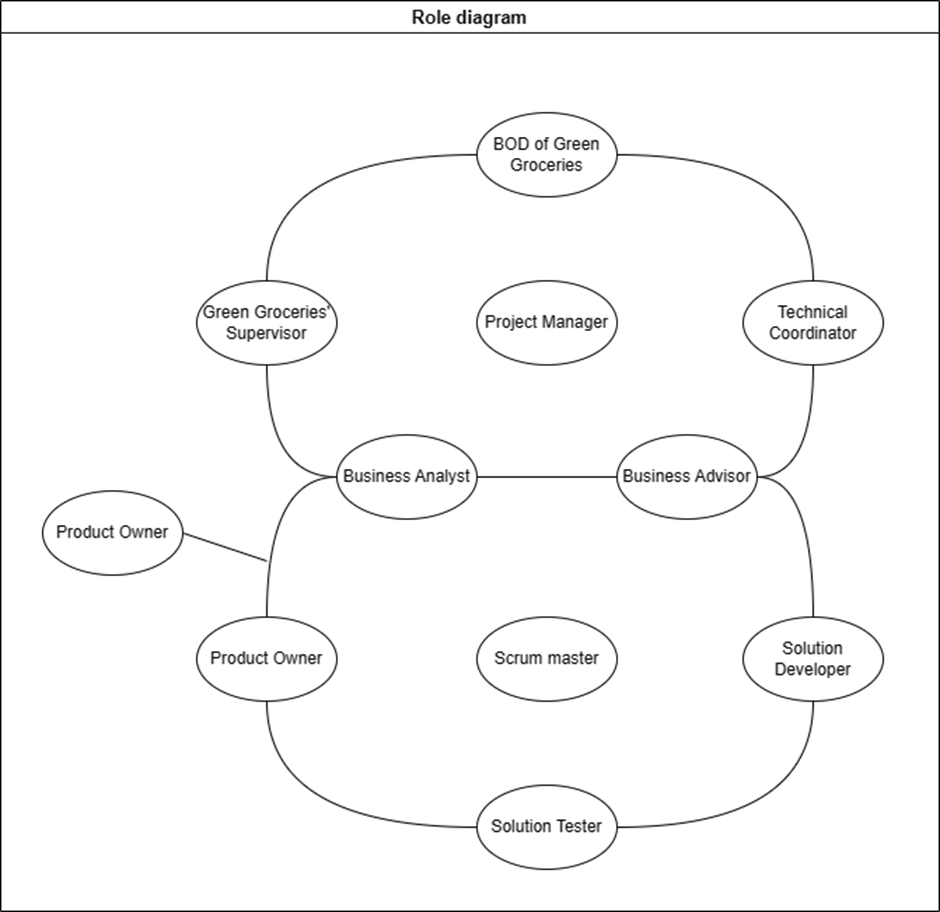 Role diagram
BOD of Green
Groceries
Green Groceries'
Supervisor
Project Manager
Technical
Coordinator
Business Analyst
Business Advisor
Product Owner
Product Owner
Scrum master
Solution
Developer
Solution Tester